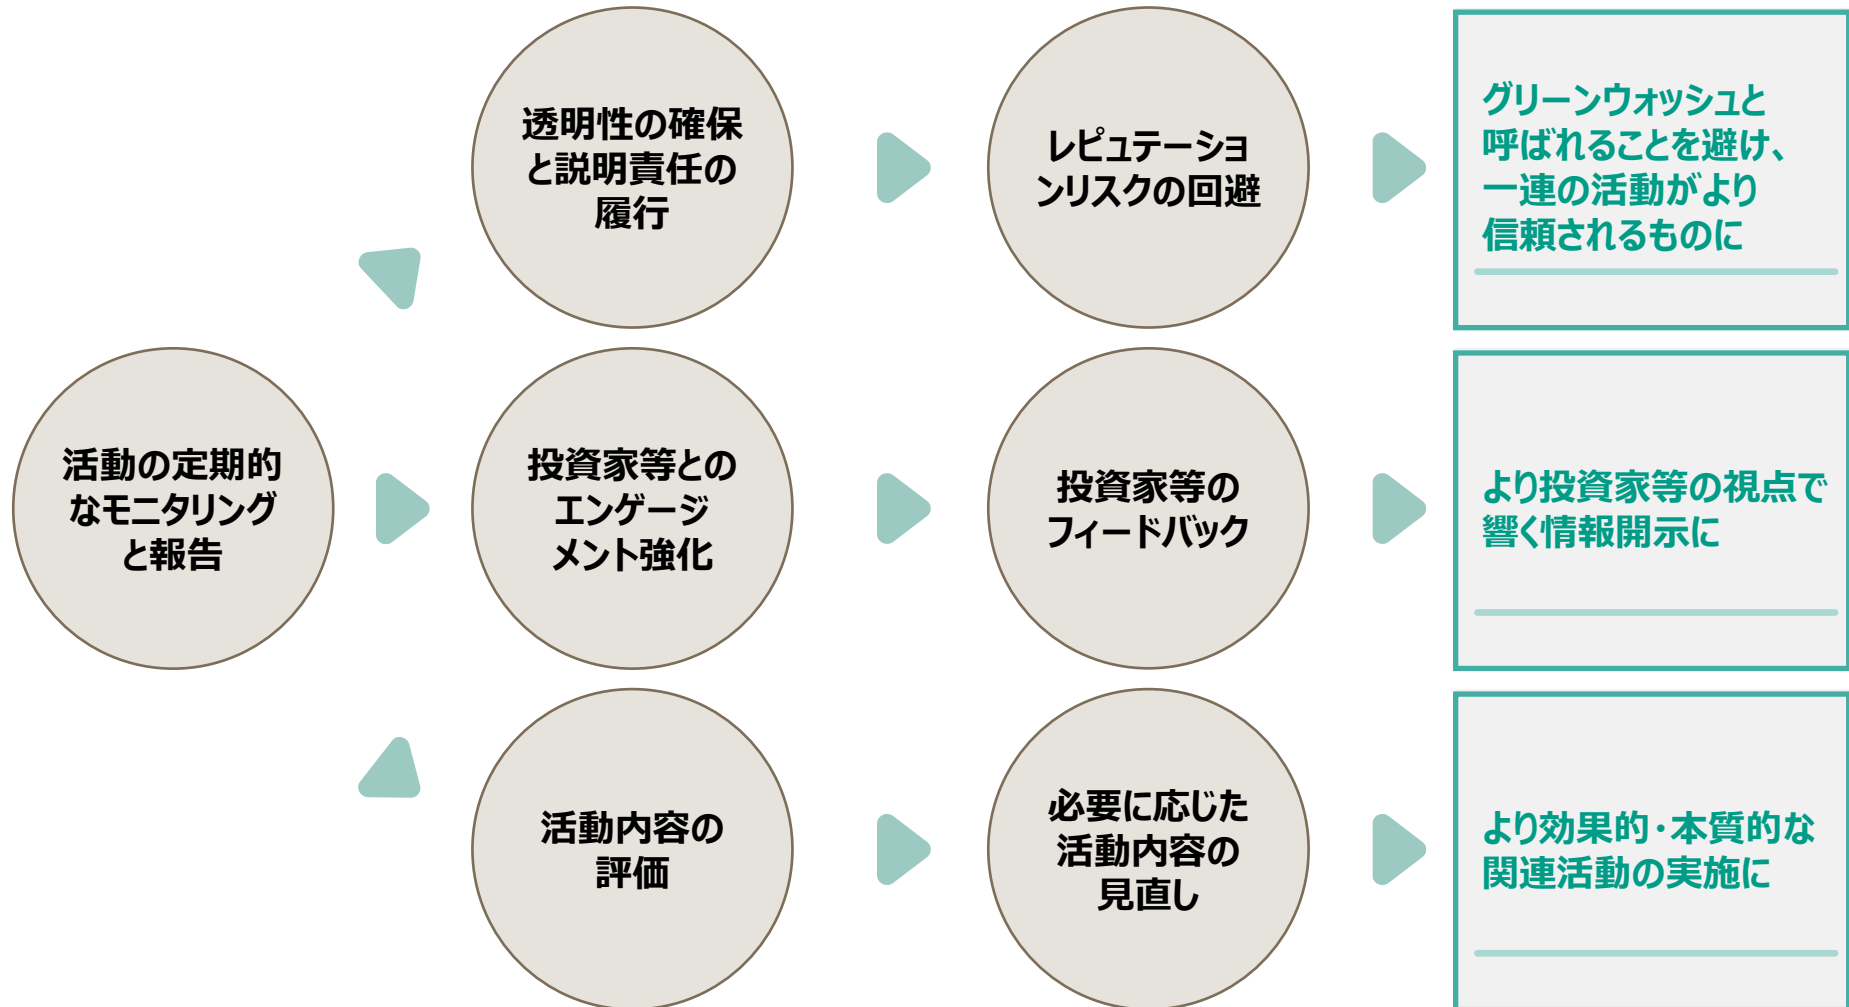 透明性の確保
と説明責任の
履行
レピュテーショ
ンリスクの回避
グリーンウォッシュと
呼ばれることを避け、
一連の活動がより
信頼されるものに
活動の定期的
なモニタリング
と報告
投資家等との
エンゲージ
メント強化
投資家等の
フィードバック
より投資家等の視点で
響く情報開示に
活動内容の
評価
必要に応じた
活動内容の
見直し
より効果的・本質的な
関連活動の実施に